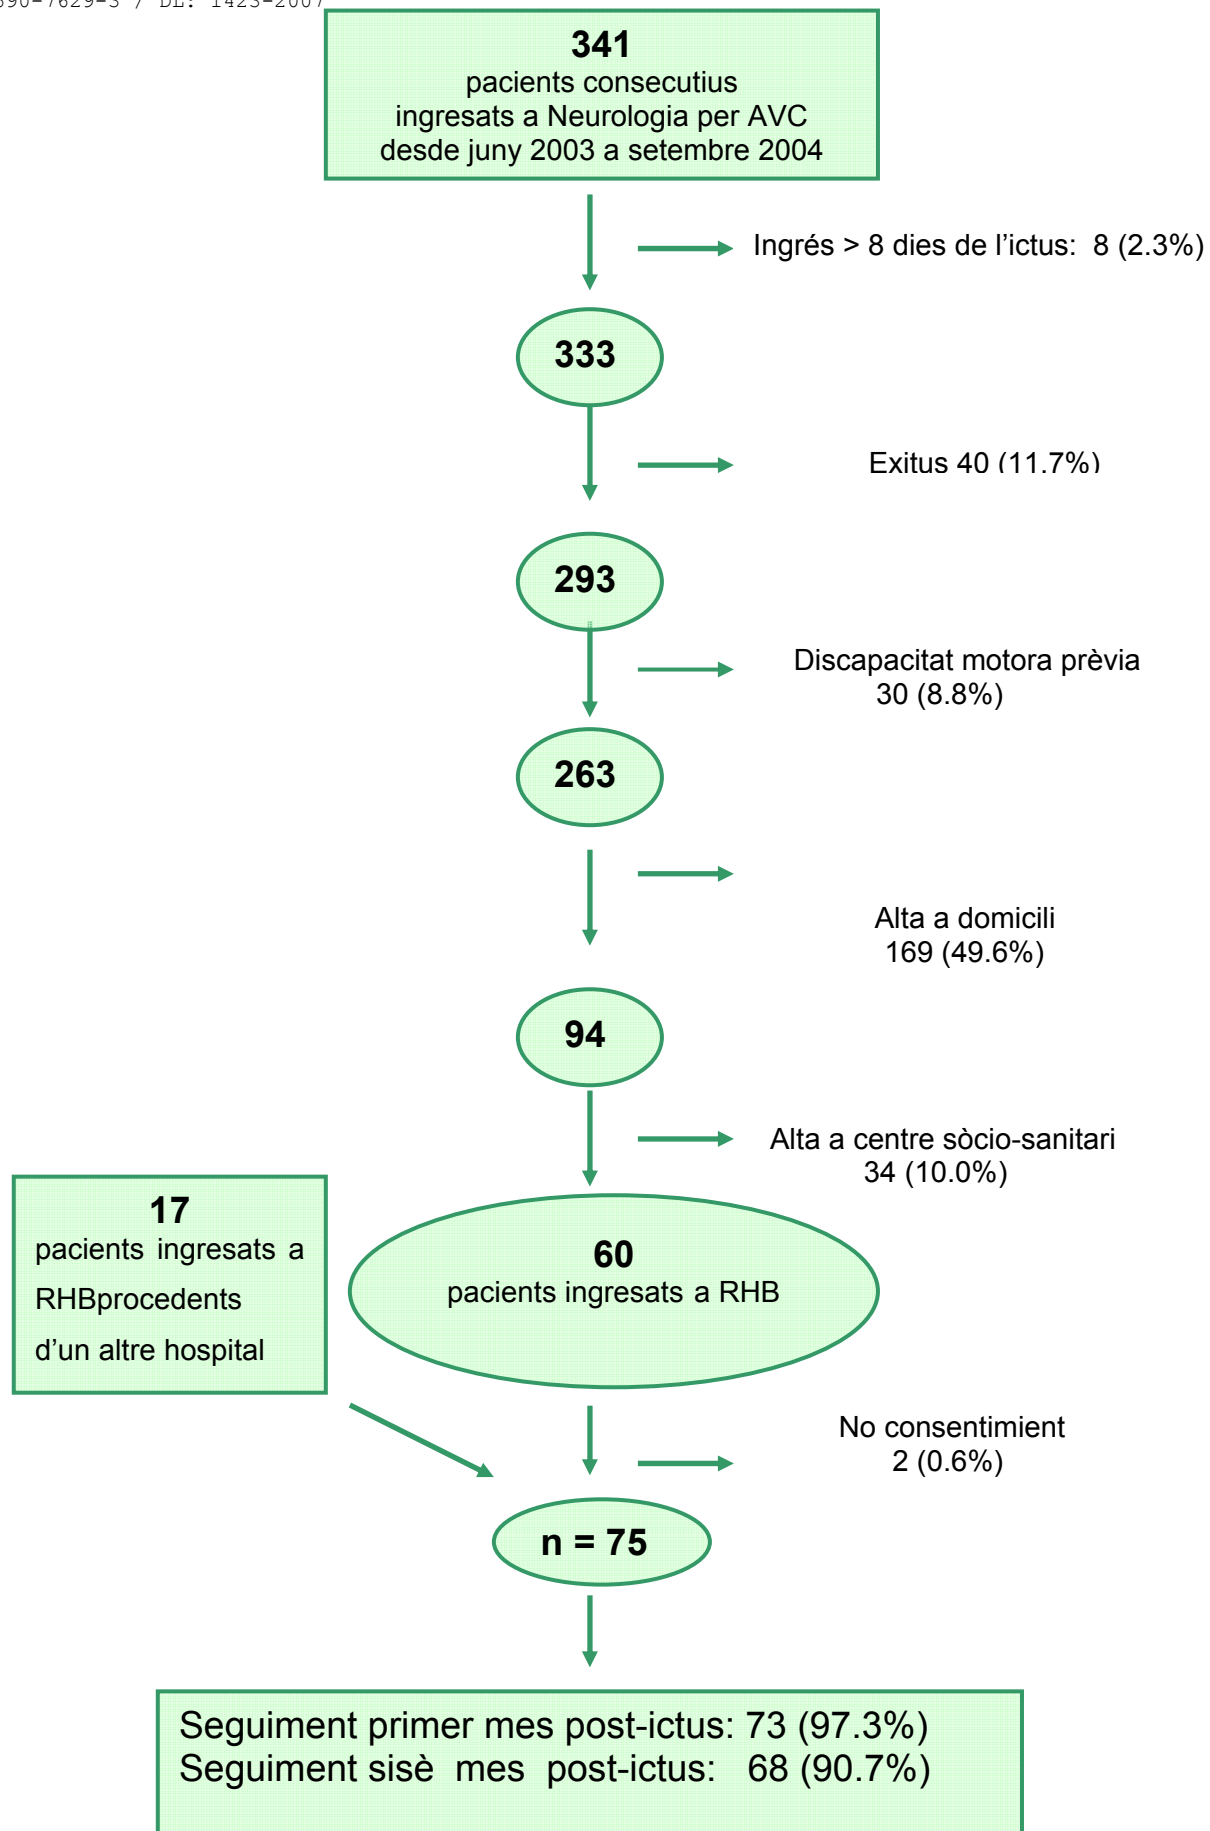 341
pacients consecutius
ingresats a Neurologia per AVC
desde juny 2003 a setembre 2004
Ingrés > 8 dies de l’ictus: 8 (2.3%)
333
Exitus 40 (11.7%)
293
Discapacitat motora prèvia
30 (8.8%)
263
Alta a domicili
169 (49.6%)
94
Alta a centre sòcio-sanitari
34 (10.0%)
17
pacients ingresats a
RHBprocedents
d’un altre hospital
60
pacients ingresats a RHB
No consentimient
2 (0.6%)
n = 75
Seguiment primer mes post-ictus: 73 (97.3%)
Seguiment sisè mes post-ictus: 68 (90.7%)